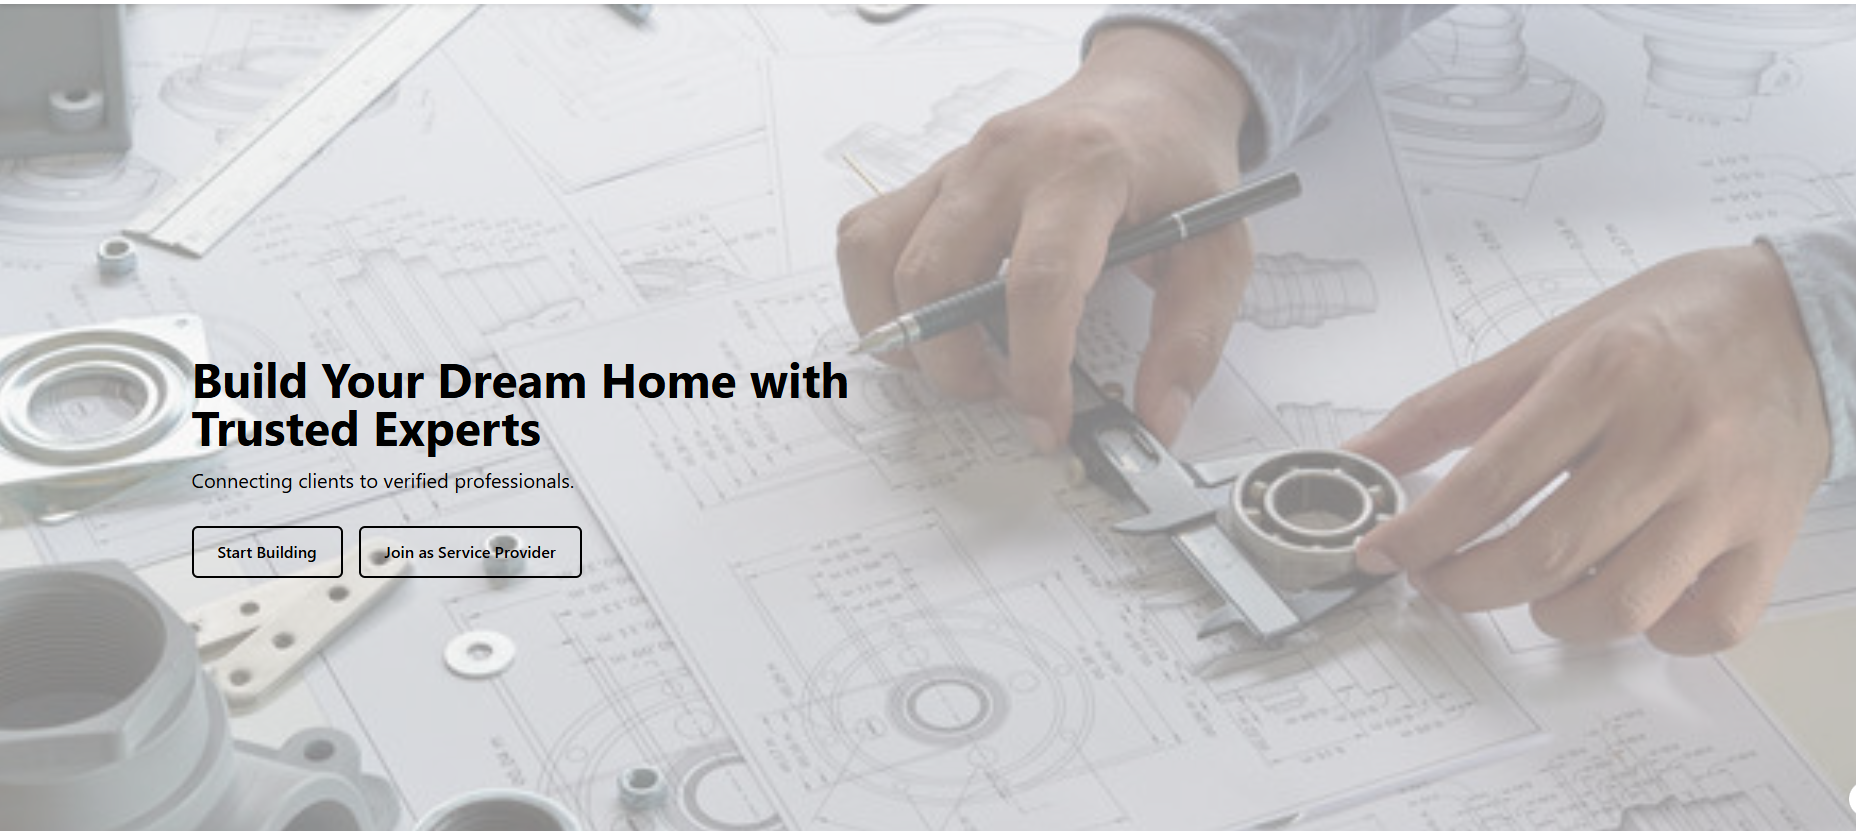 Build Your Dream Home with
Trusted Experts
Connecting clients to verified professionals.
Start Building
Join as Service Provider